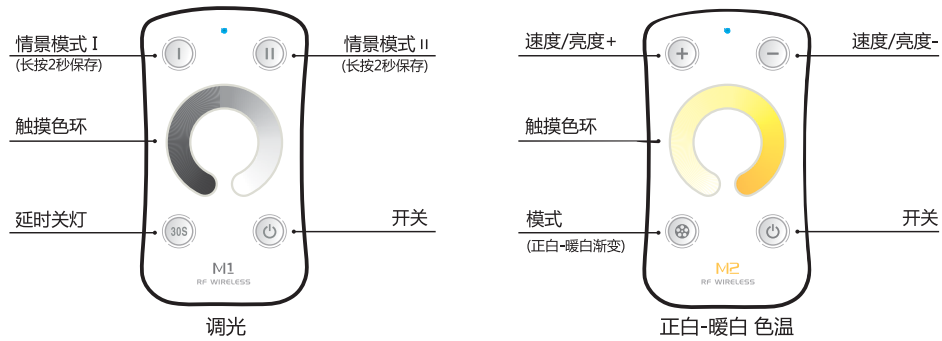 情景模式 I
(长按2秒保存)
I
II
情景模式 II
(长按2秒保存)
触摸色环
延时关灯
30S
开关
M1
RF WIRELESS
调光
速度/亮度+
+
-
速度/亮度-
触摸色环
模式
(正白-暖白渐变)
开关
M2
RF WIRELESS
正白-暖白 色温